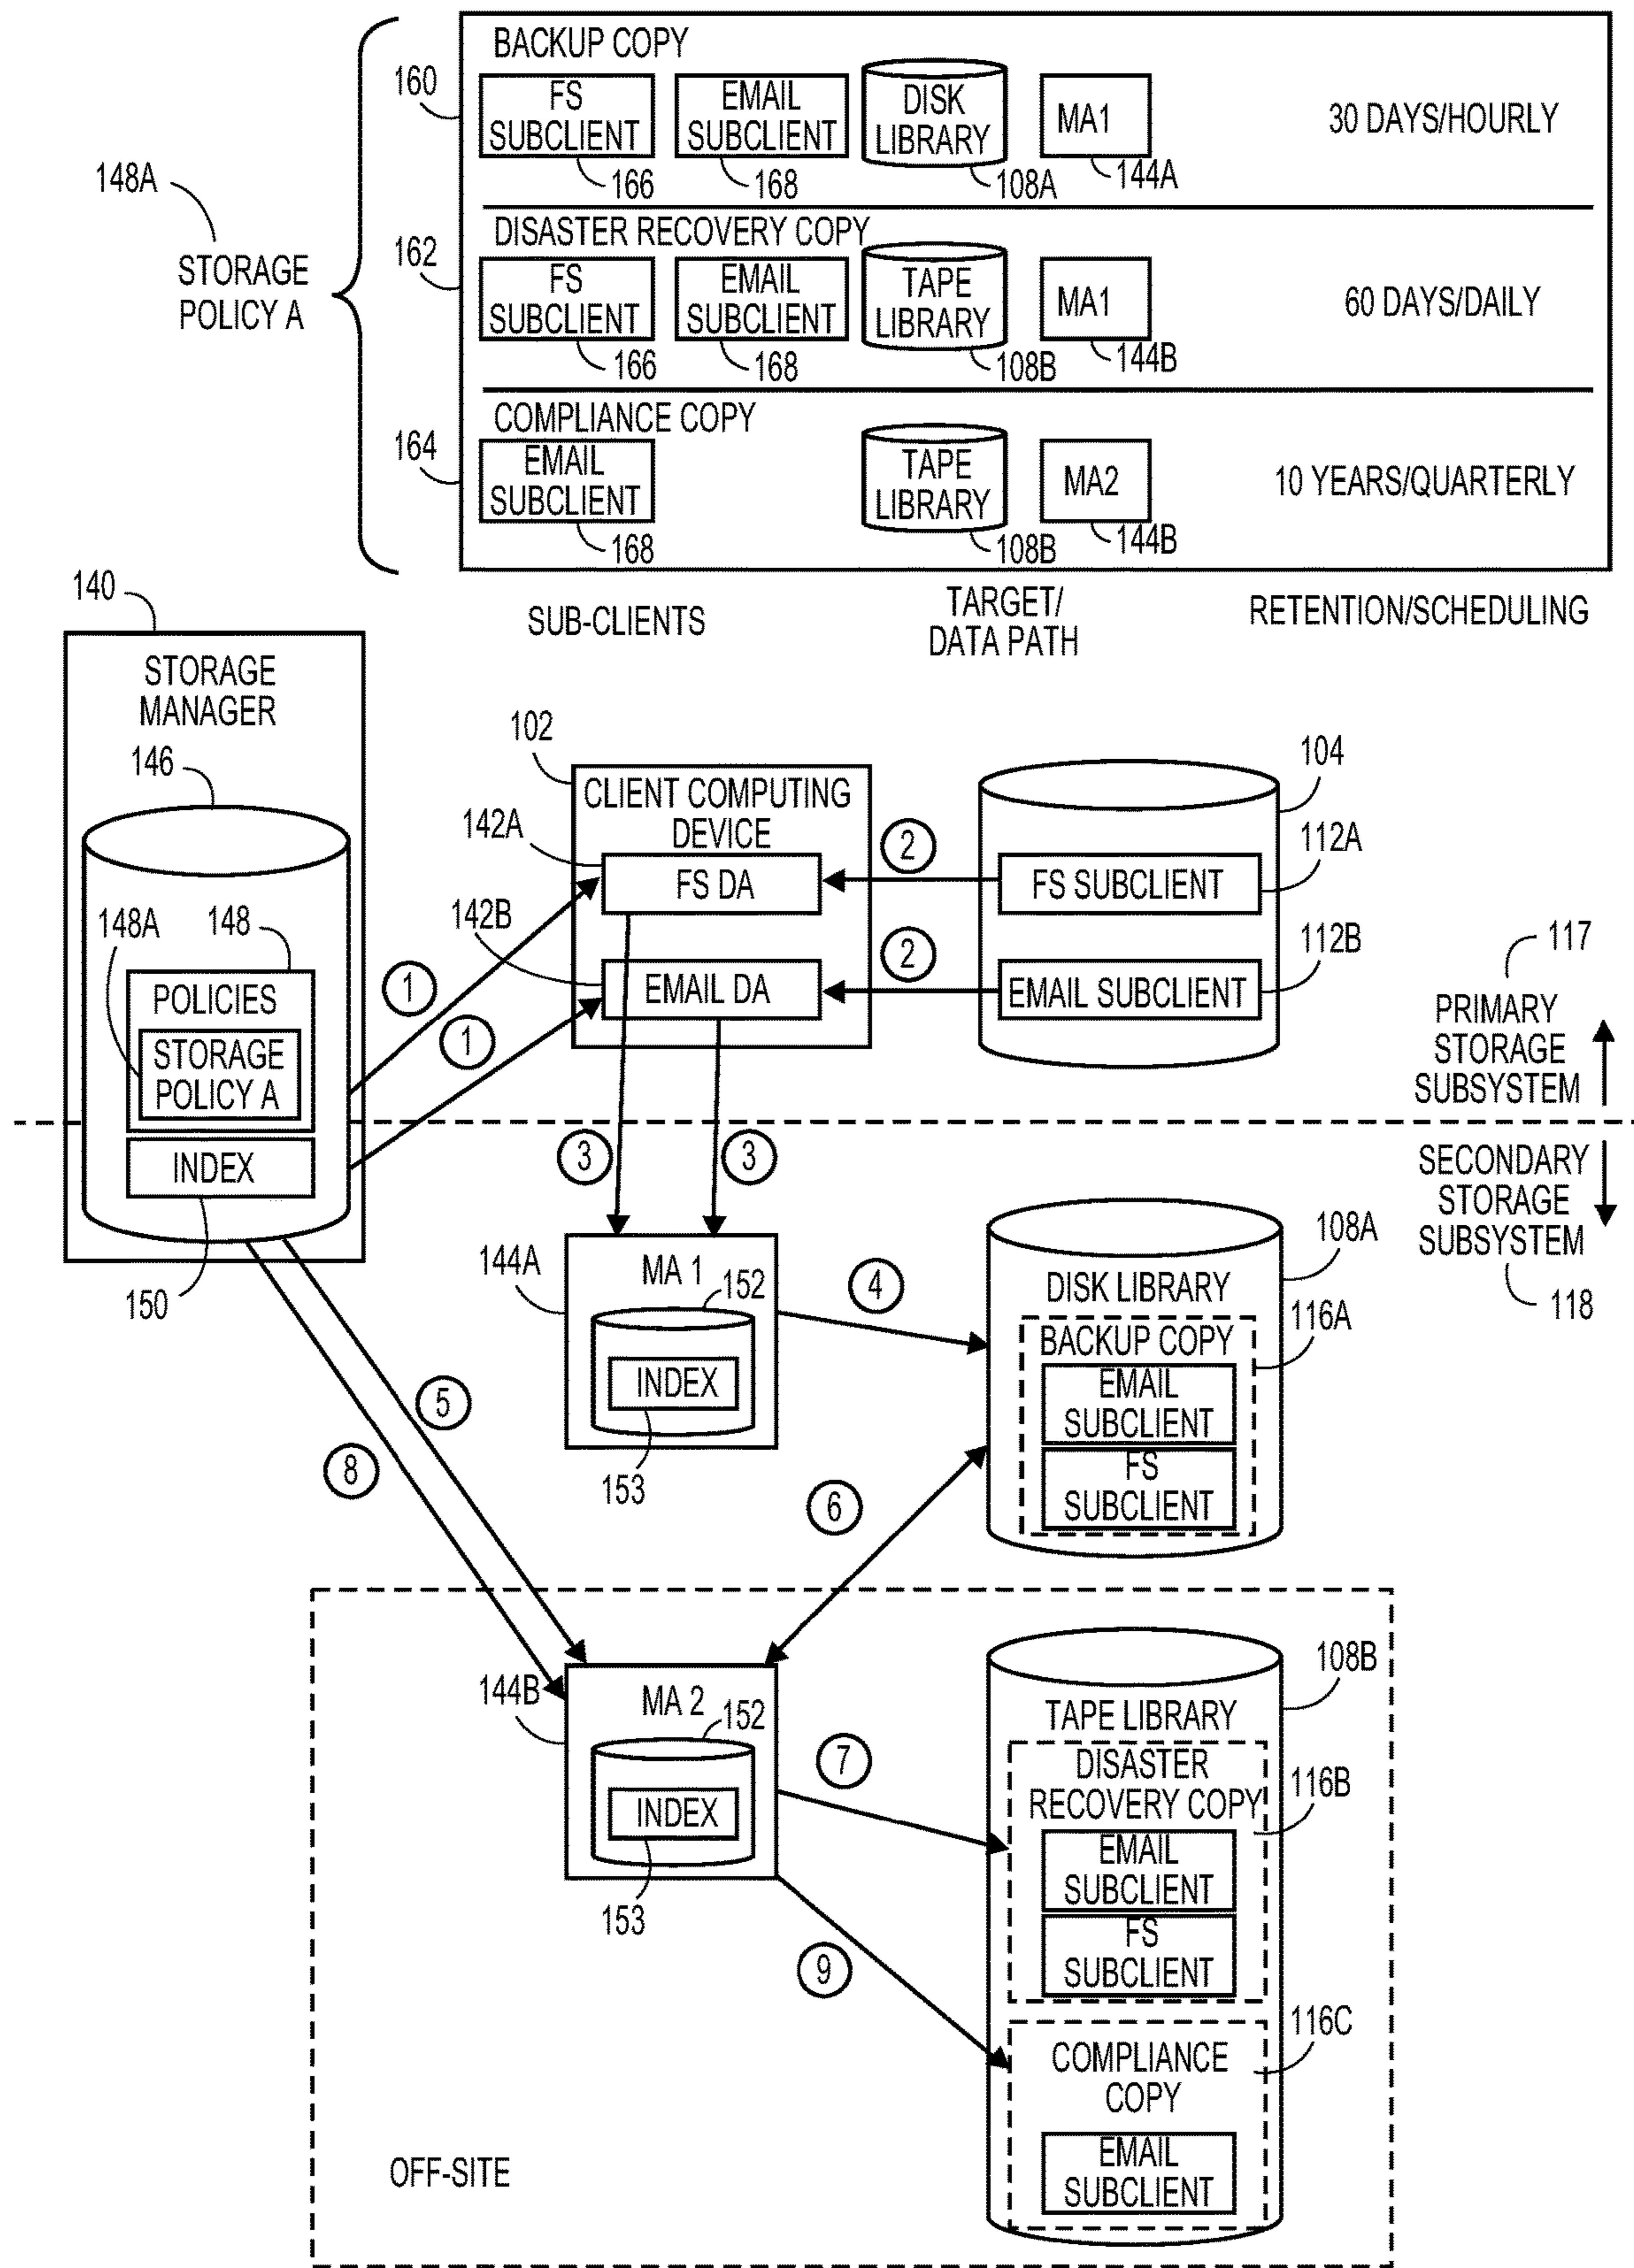 BACKUP COPY
160
FS
SUBCLIENT
166
EMAIL
SUBCLIENT
168
DISK
LIBRARY
108A
MA1
144A
30 DAYS/HOURLY
148A
STORAGE
POLICY A
DISASTER RECOVERY COPY
162
FS
SUBCLIENT
166
EMAIL
SUBCLIENT
168
TAPE
LIBRARY
108B
MA1
144B
60 DAYS/DAILY
COMPLIANCE COPY
164
EMAIL
SUBCLIENT
168
TAPE
LIBRARY
108B
MA2
144B
10 YEARS/QUARTERLY
SUB-CLIENTS
TARGET/
DATA PATH
RETENTION/SCHEDULING
140
STORAGE
MANAGER
146
148A
148
POLICIES
STORAGE
POLICY A
INDEX
150
102
CLIENT COMPUTING
DEVICE
142A
FS DA
142B
EMAIL DA
1
1
2
2
104
FS SUBCLIENT
112A
EMAIL SUBCLIENT
112B
117
PRIMARY
STORAGE
SUBSYSTEM
SECONDARY
STORAGE
SUBSYSTEM
118
3
3
144A
MA 1
152
INDEX
153
4
108A
DISK LIBRARY
116A
BACKUP COPY
EMAIL
SUBCLIENT
FS
SUBCLIENT
5
8
6
144B
MA 2
152
INDEX
153
7
9
108B
TAPE LIBRARY
DISASTER
RECOVERY COPY
116B
EMAIL
SUBCLIENT
FS
SUBCLIENT
116C
COMPLIANCE
COPY
EMAIL
SUBCLIENT
OFF-SITE